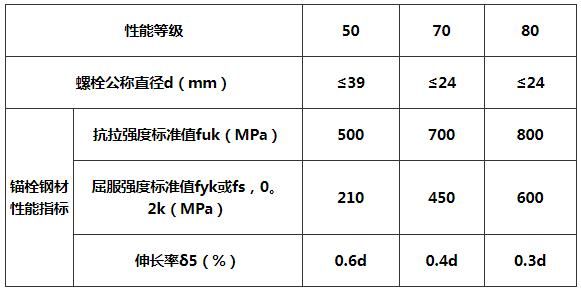 性能等级 50 70 80
螺栓公称直径d（mm） ≤39 ≤24 ≤24
锚栓钢材
性能指标
抗拉强度标准值fuk（MPa） 500 700 800
屈服强度标准值fyk或fs，0。
2k（MPa） 210 450 600
伸长率δ5（%） 0.6d 0.4d 0.3d